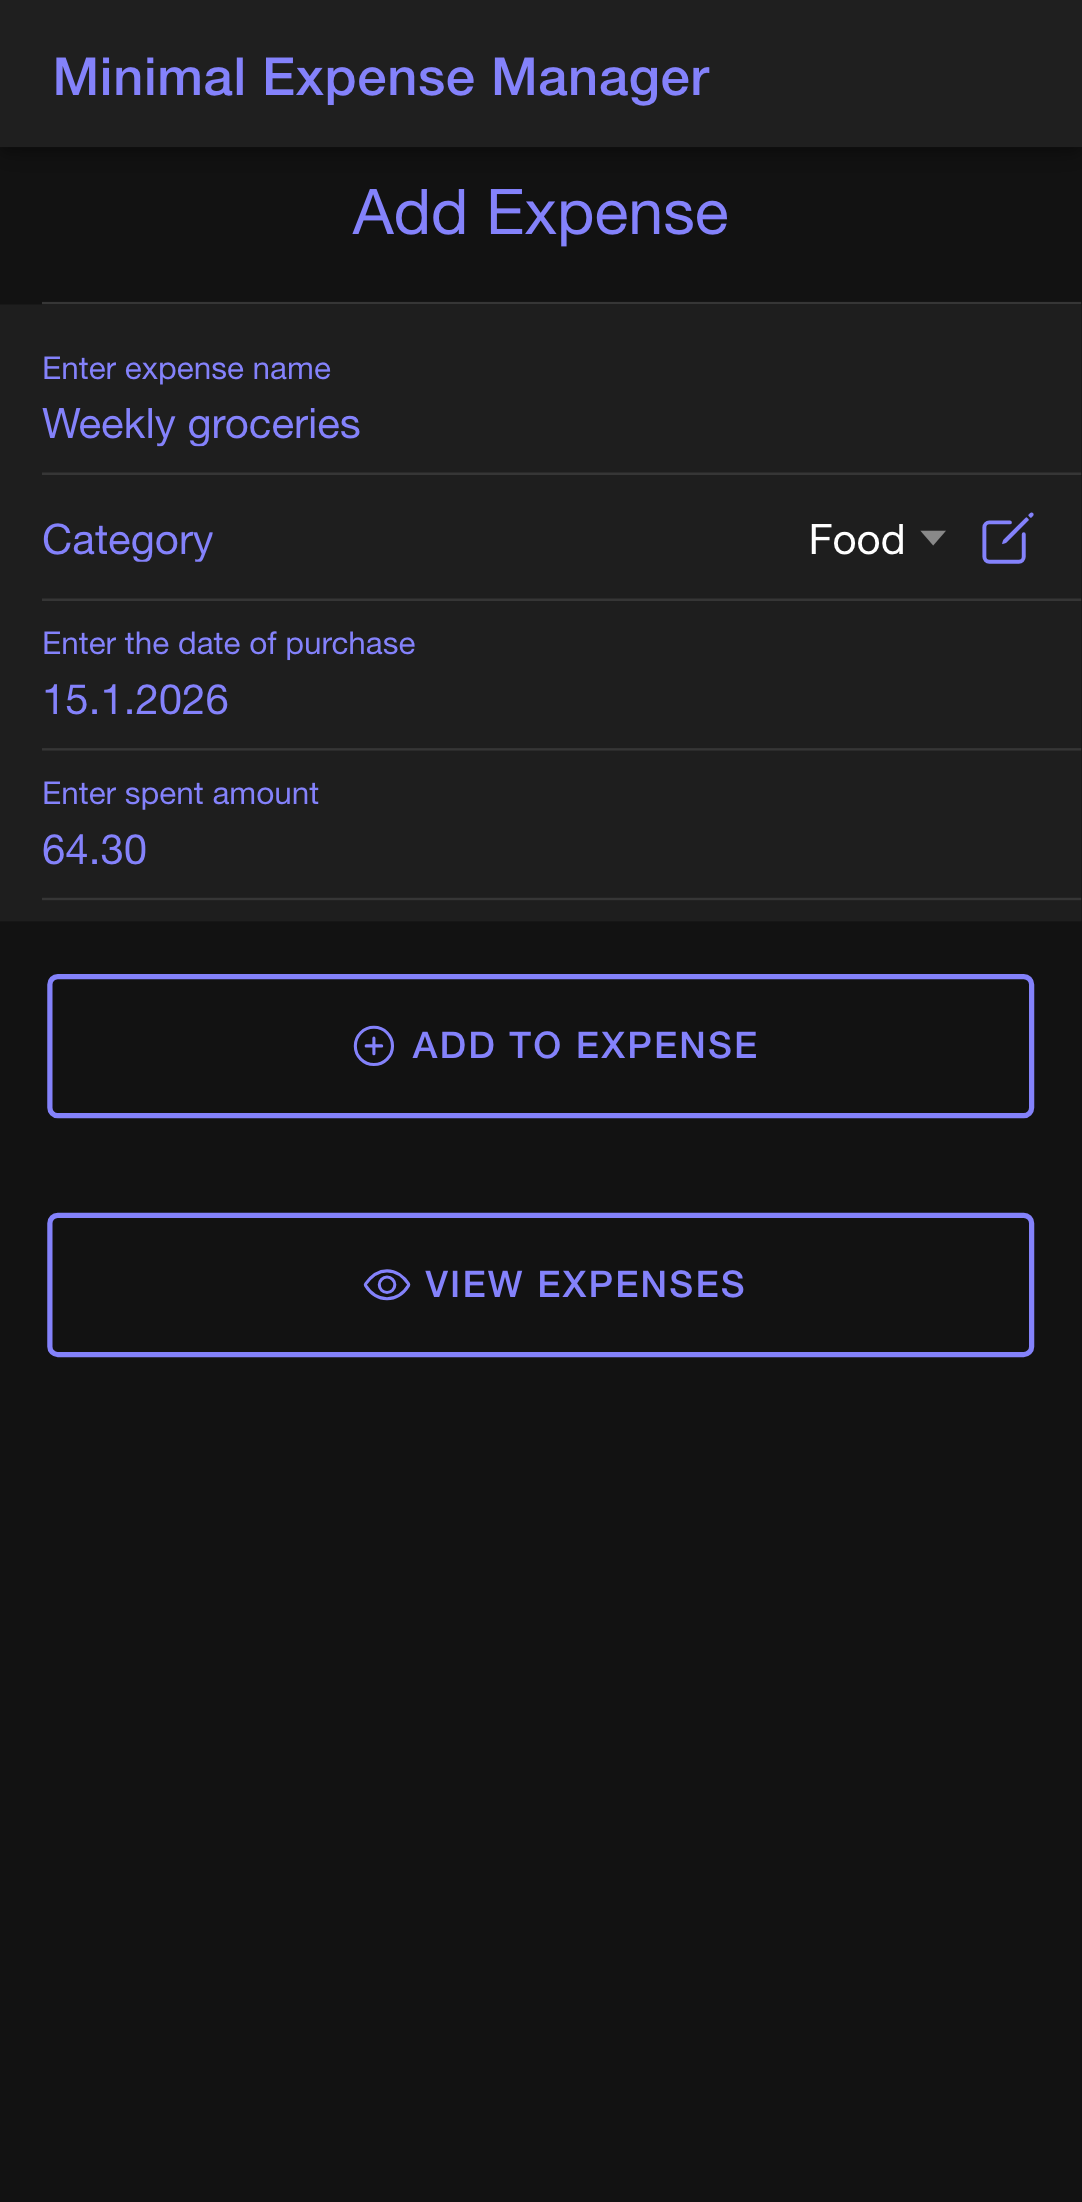 Minimal Expense Manager
Add Expense
Enter expense name
Weekly groceries
Category Food
Enter the date of purchase
15.1.2026
Enter spent amount
64.30
ADD TO EXPENSE
VIEW EXPENSES